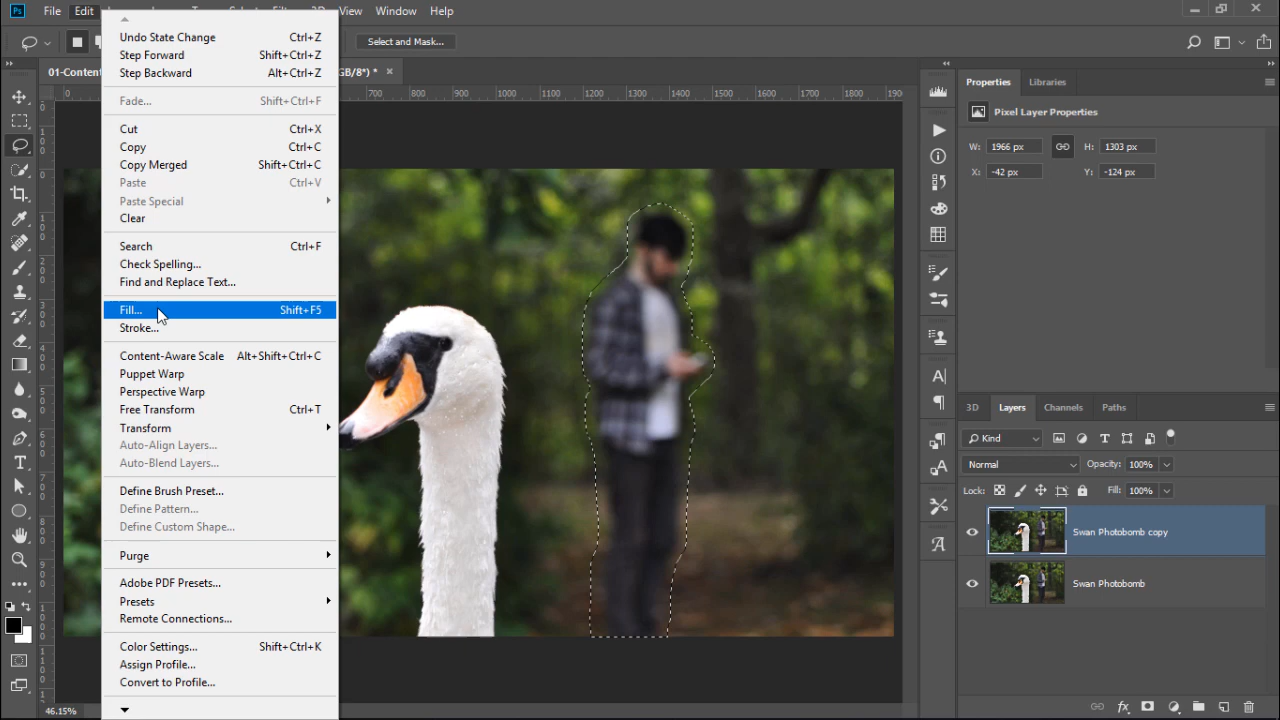 Ps File Edit View Window Help
Select and Mask...
01-Content
GB/8*) *
0 700 800 900 1000 1100 1200 1300 1400 1500 1600 1700 1800 1900
Undo State Change Ctrl+Z
Step Forward Shift+Ctrl+Z
Step Backward Alt+Ctrl+Z
Fade... Shift+Ctrl+F
Cut Ctrl+X
Copy Ctrl+C
Copy Merged Shift+Ctrl+C
Paste Ctrl+V
Paste Special
Clear
Search Ctrl+F
Check Spelling...
Find and Replace Text...
Fill... Shift+F5
Stroke...
Content-Aware Scale Alt+Shift+Ctrl+C
Puppet Warp
Perspective Warp
Free Transform Ctrl+T
Transform
Auto-Align Layers...
Auto-Blend Layers...
Define Brush Preset...
Define Pattern...
Define Custom Shape...
Purge
Adobe PDF Presets...
Presets
Remote Connections...
Color Settings... Shift+Ctrl+K
Assign Profile...
Convert to Profile...
46.15%
Properties Libraries
Pixel Layer Properties
W: 1966 px H: 1303 px
X: -42 px Y: -124 px
3D Layers Channels Paths
Kind
Normal Opacity: 100%
Lock: Fill: 100%
Swan Photobomb copy
Swan Photobomb